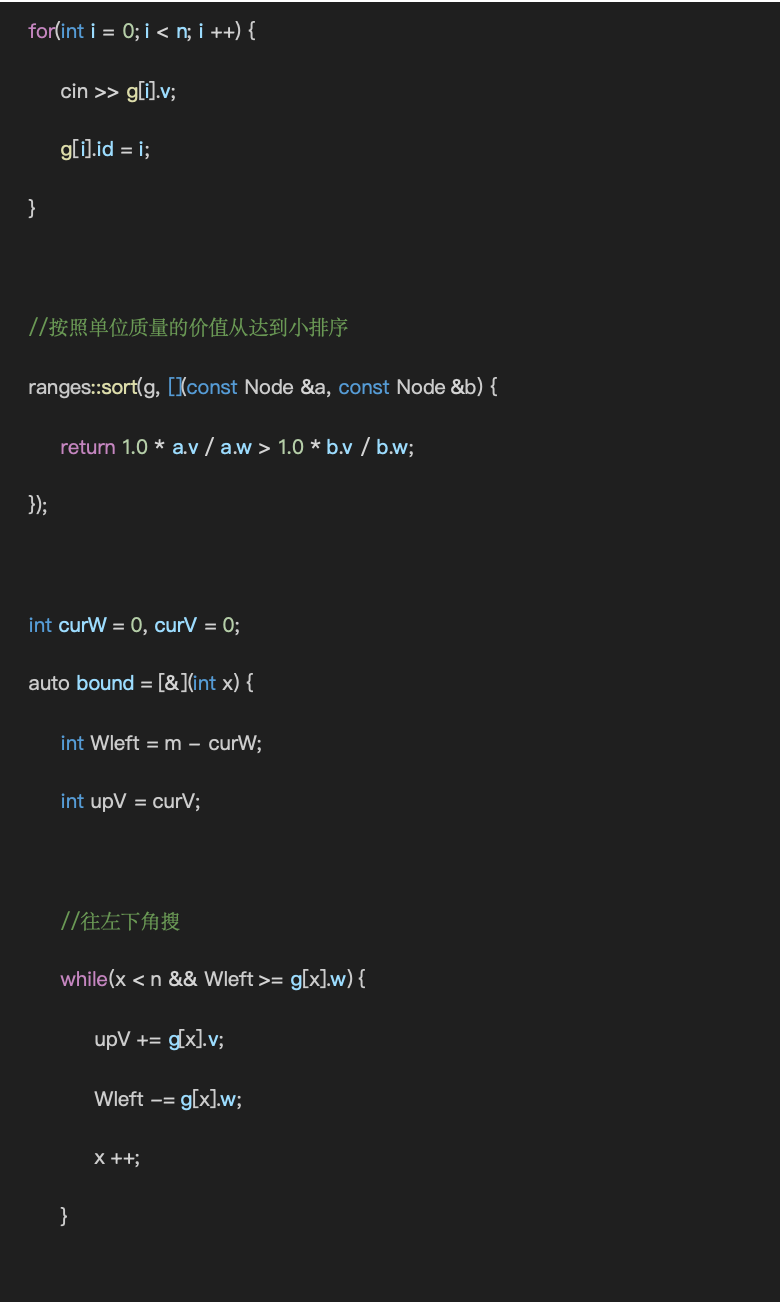 for(int i = 0; i < n; i ++) {
cin >> g[i].v;
g[i].id = i;
}
//按照单位质量的价值从达到小排序
ranges::sort(g, [](const Node &a, const Node &b) {
return 1.0 * a.v / a.w > 1.0 * b.v / b.w;
});
int curW = 0, curV = 0;
auto bound = [&](int x) {
int Wleft = m - curW;
int upV = curV;
//往左下角搜
while(x < n && Wleft >= g[x].w) {
upV += g[x].v;
Wleft -= g[x].w;
x ++;
}